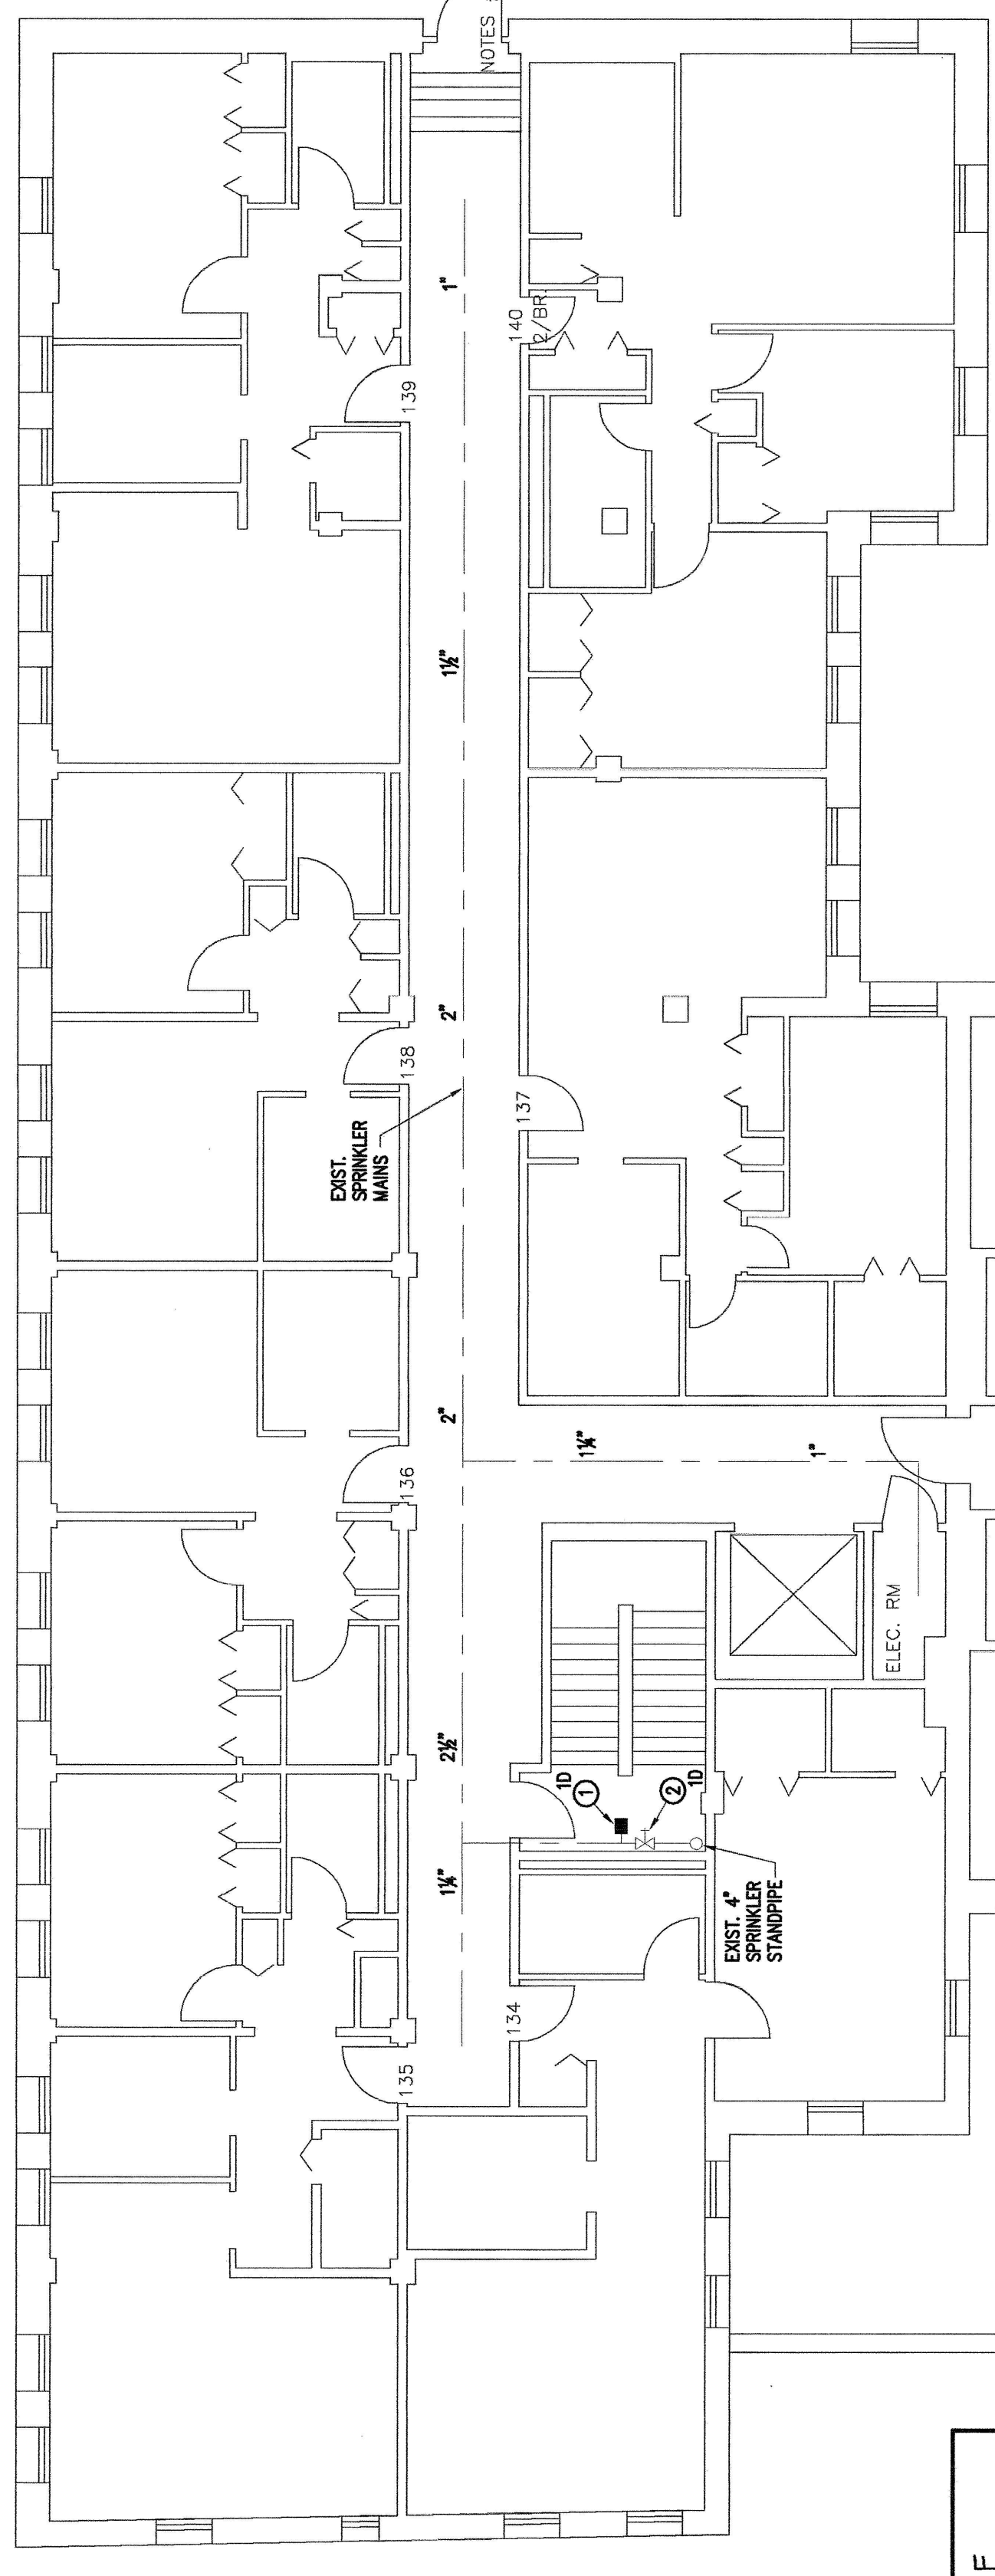 NOTES
1"
140
2/BR.
139
1½"
2"
138
137
EXIST.
SPRINKLER
MAINS
2"
1¼"
1"
136
ELEC. RM
2½"
1D
1
2
1D
1¼"
EXIST. 4"
SPRINKLER
STANDPIPE
134
135
F